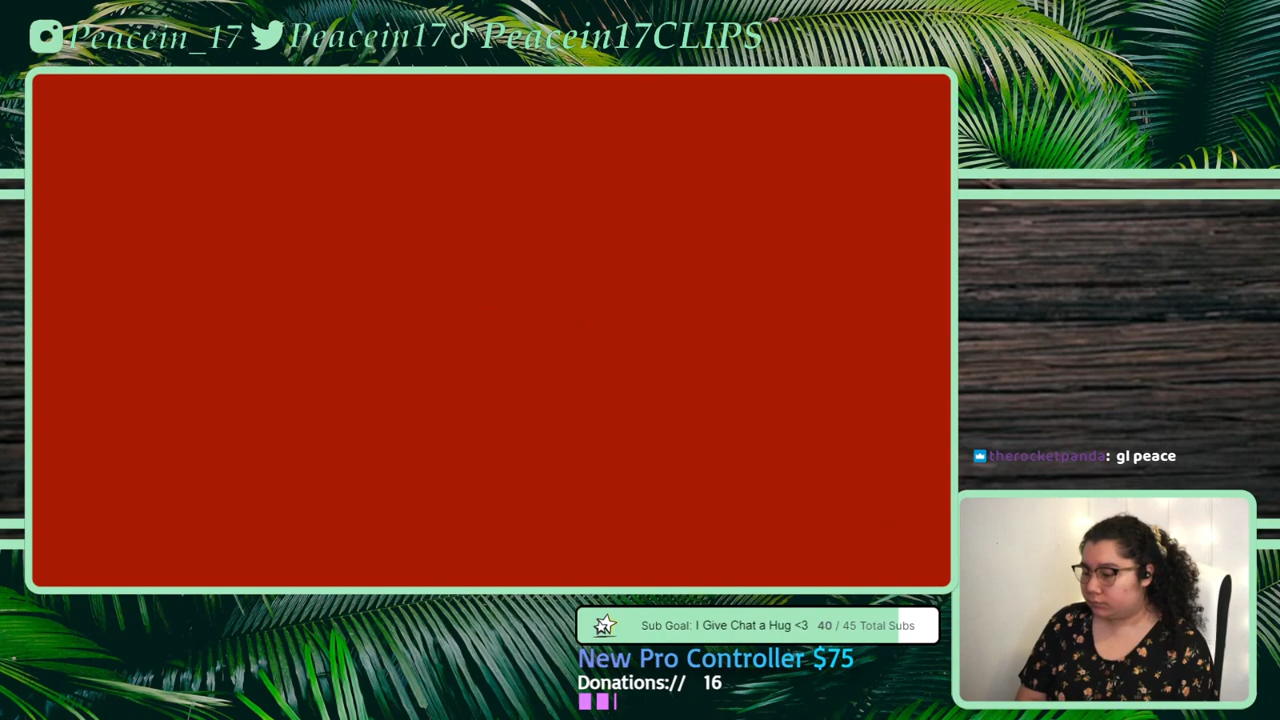 Peacein_17 Peacein17 Peacein17CLIPS
therocketpanda: gl peace
Sub Goal: I Give Chat a Hug <3 40 / 45 Total Subs
New Pro Controller $75
Donations:// 16